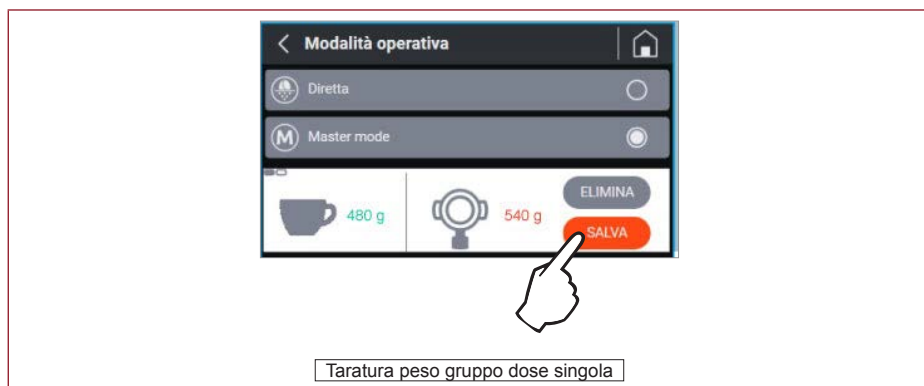 Modalità operativa
Diretta
M Master mode
ELIMINA
480 g
540 g
SALVA
Taratura peso gruppo dose singola